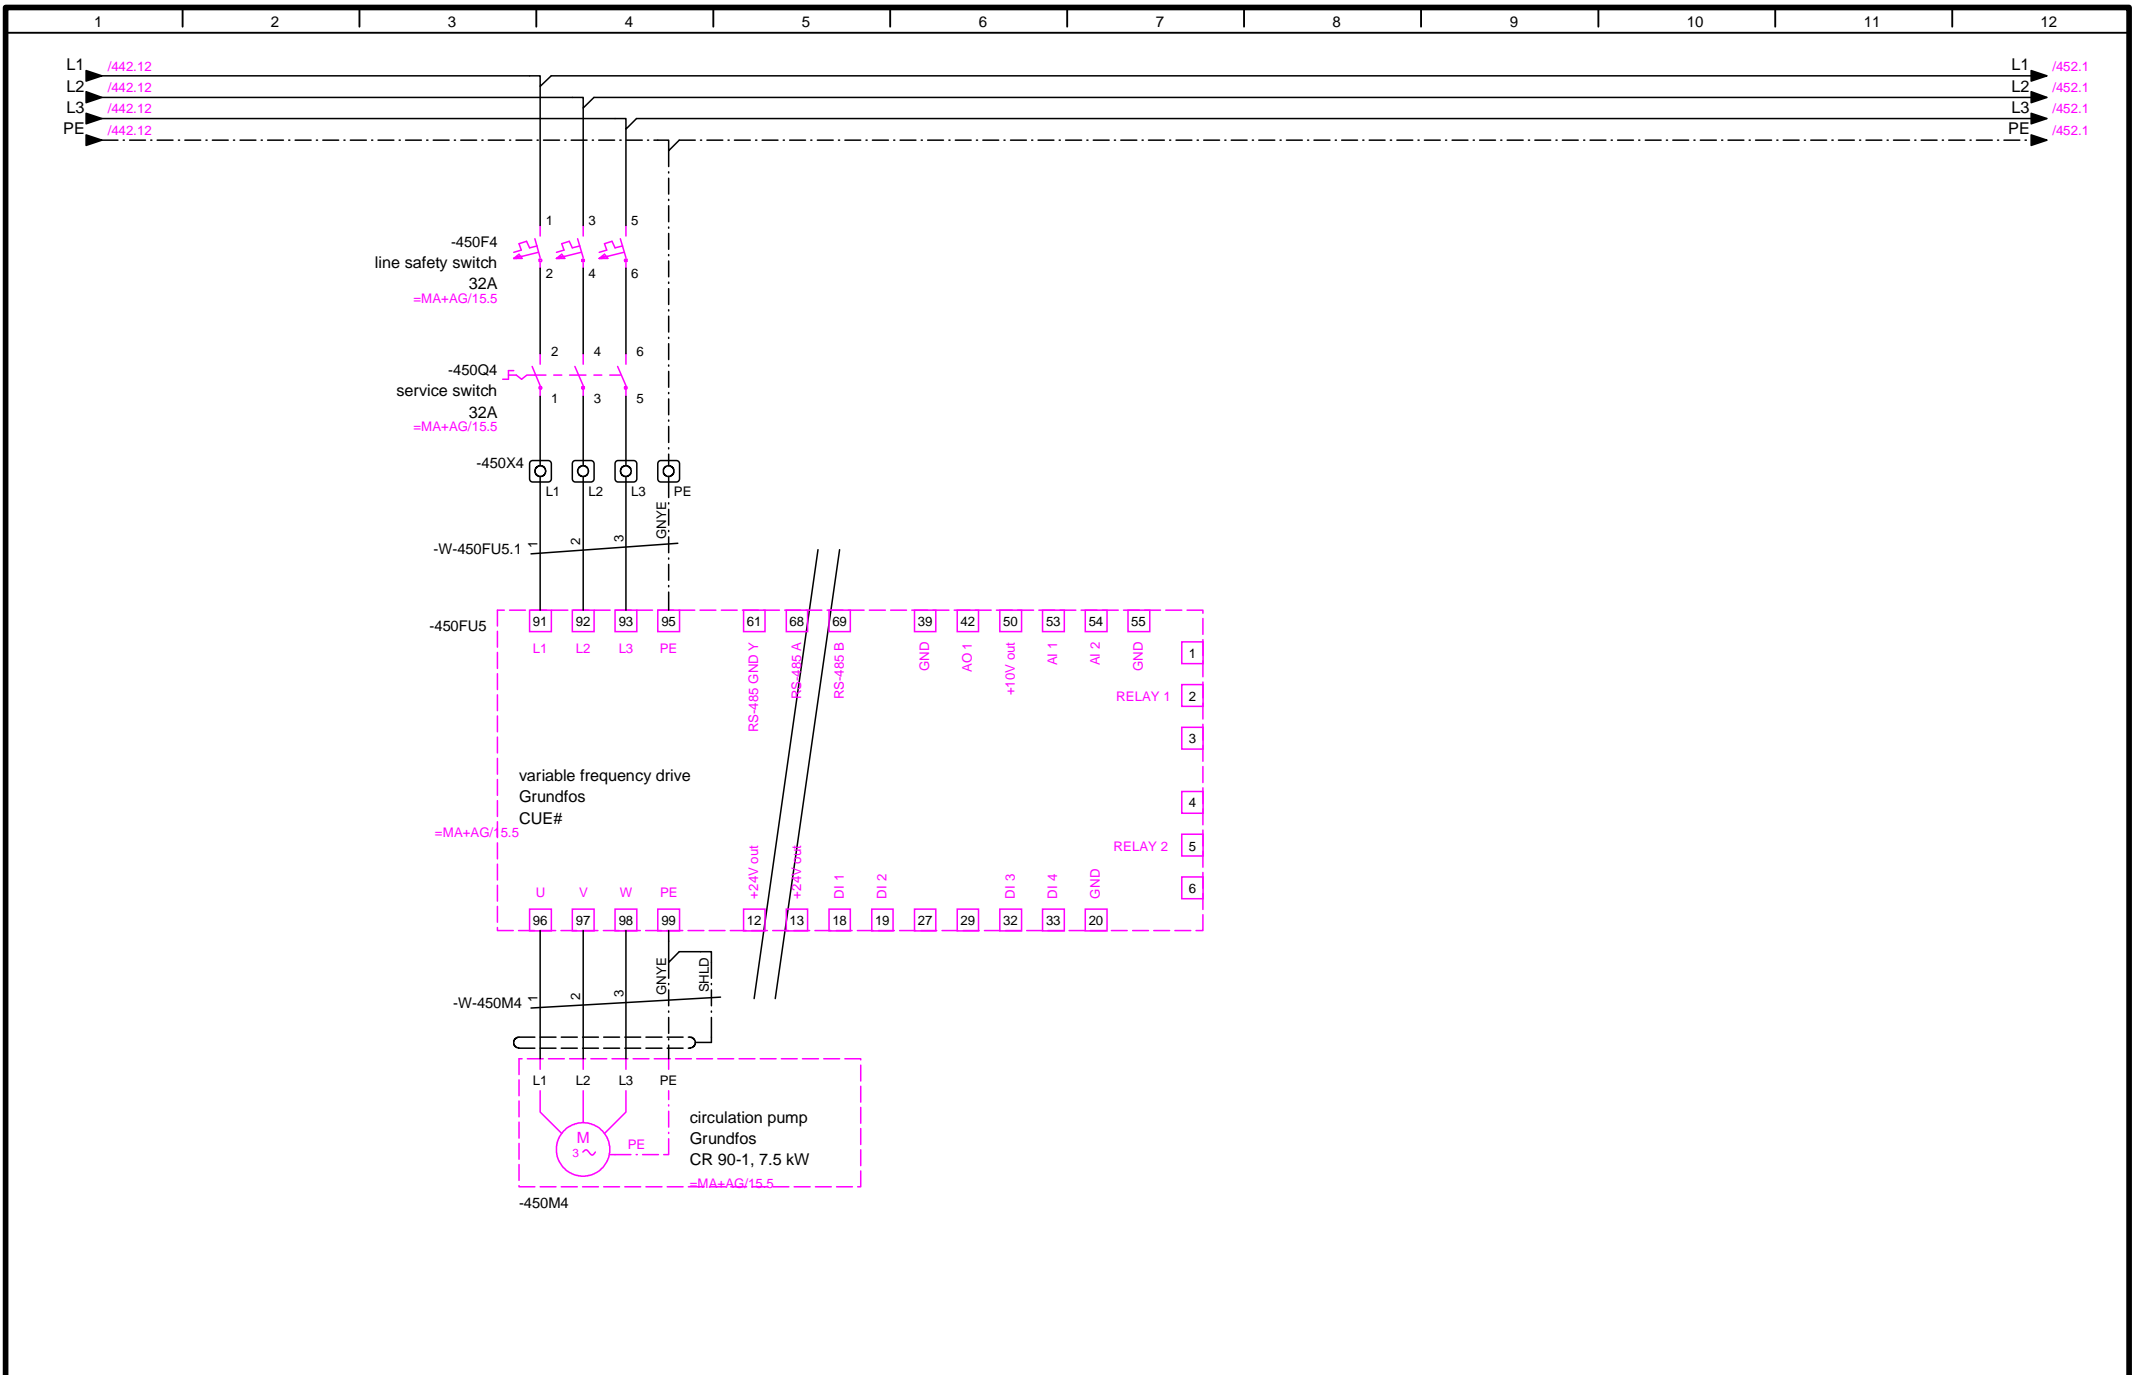 1 2 3 4 5 6 7 8 9 10 11 12
L1 /442.12 L1 /452.1
L2 /442.12 L2 /452.1
L3 /442.12 L3 /452.1
PE /442.12 PE /452.1
1 3 5
-450F4
line safety switch
32A
=MA+AG/15.5
2 4 6
2 4 6
-450Q4
service switch
32A
=MA+AG/15.5
1 3 5
-450X4
L1 L2 L3 PE
-W-450FU5.1 1 2 3 GNYE
-450FU5
91 92 93 95 61 68 69 39 42 50 53 54 55
L1 L2 L3 PE RS-485 GND Y RS-485 A RS-485 B GND AO 1 +10V out AI 1 AI 2 GND
1
RELAY 1 2
3
variable frequency drive
Grundfos
CUE#
=MA+AG/15.5
4
RELAY 2 5
6
U V W PE +24V out +24V out DI 1 DI 2 DI 3 DI 4 GND
96 97 98 99 12 13 18 19 27 29 32 33 20
-W-450M4 1 2 3 GNYE SHLD
L1 L2 L3 PE
M
3
PE
circulation pump
Grundfos
CR 90-1, 7.5 kW
=MA+AG/15.5
-450M4